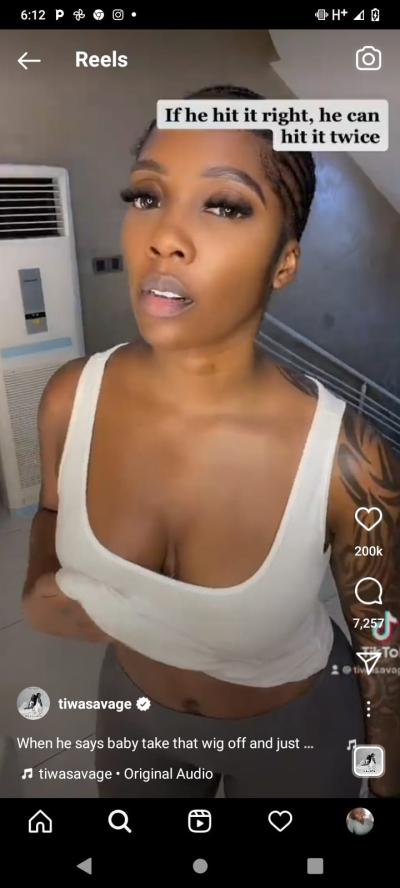 6:12
H+
Reels
If he hit it right, he can
hit it twice
200k
7,257
TikTok
tiwasavage
When he says baby take that wig off and just ...
tiwasavage • Original Audio